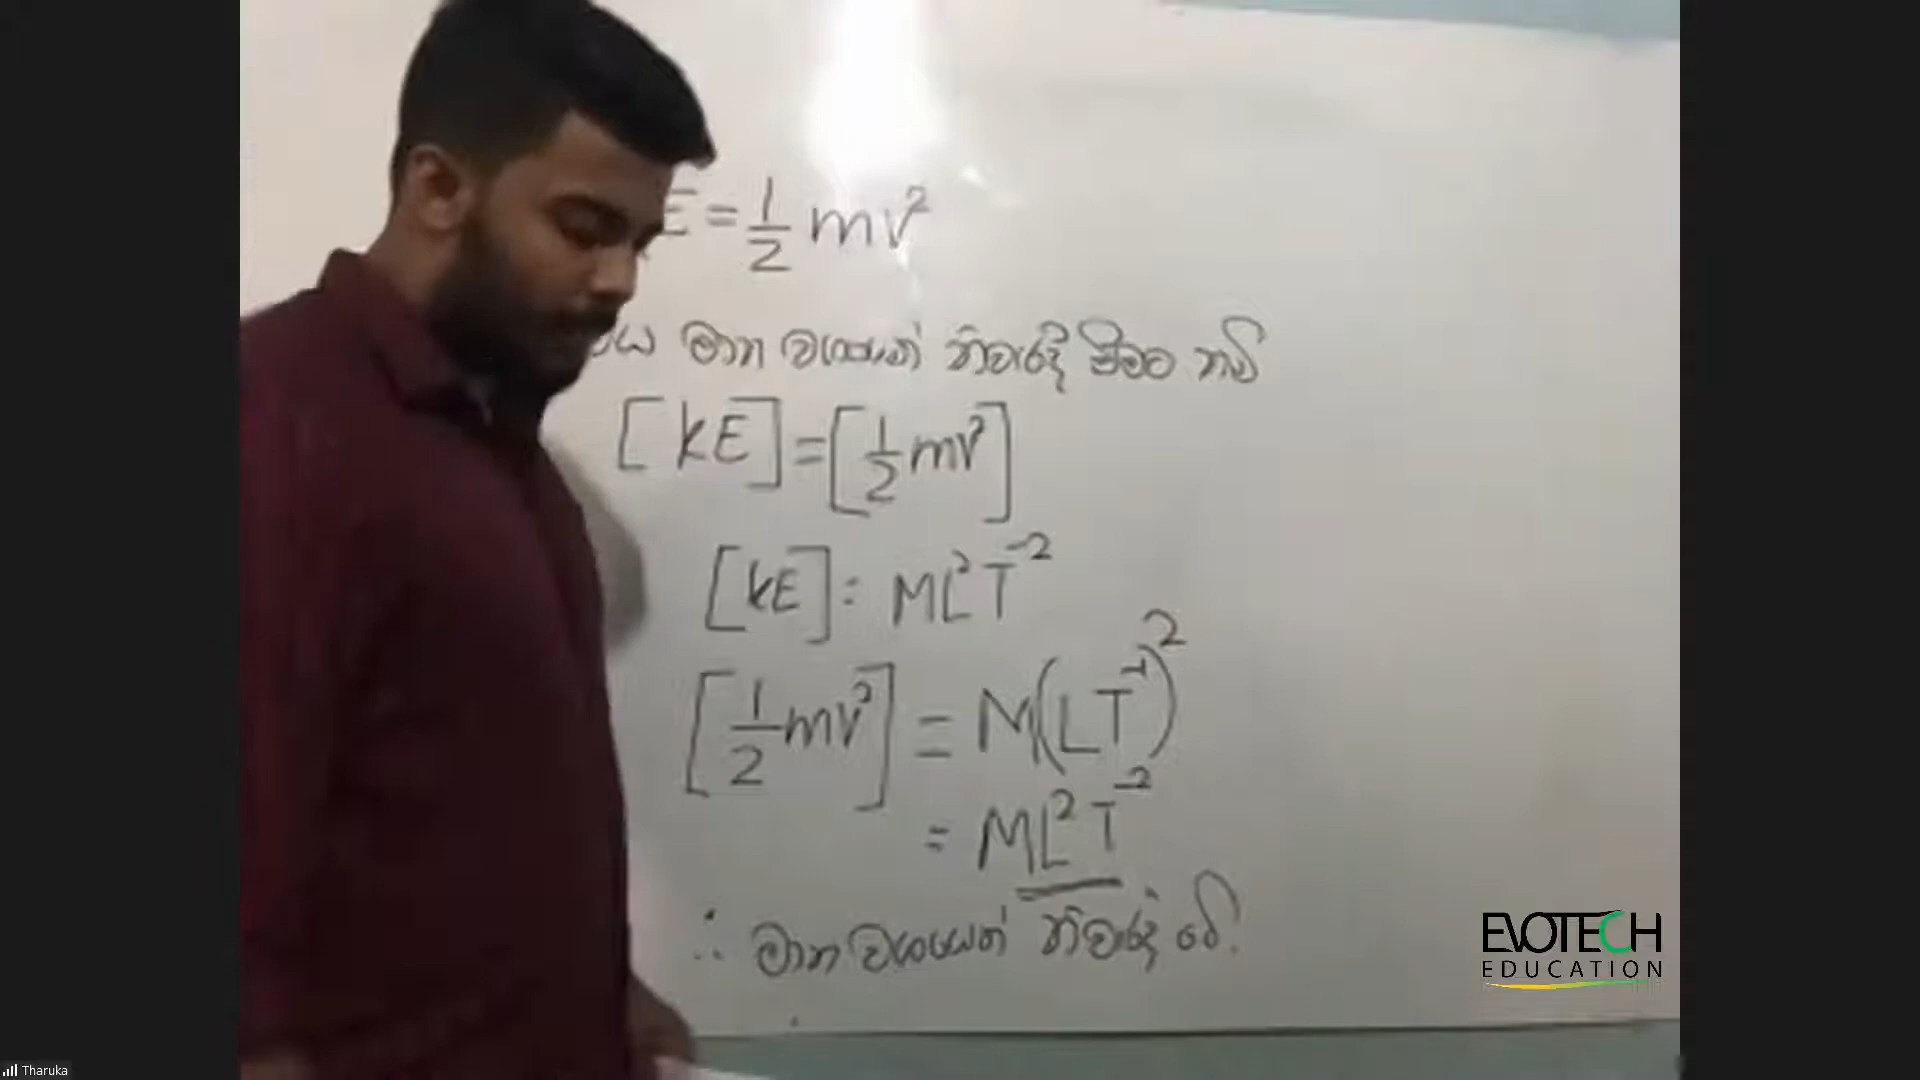 E = 1/2 mv²
මාන වශයෙන් නිවැරදි වීමට නම්
[KE] = [1/2 mv²]
[KE] = ML²T⁻²
[1/2 mv²] = M(LT⁻¹)²
= ML²T⁻²
∴ මාන වශයෙන් නිවැරදි වේ.
EVOTECH
EDUCATION
Tharuka